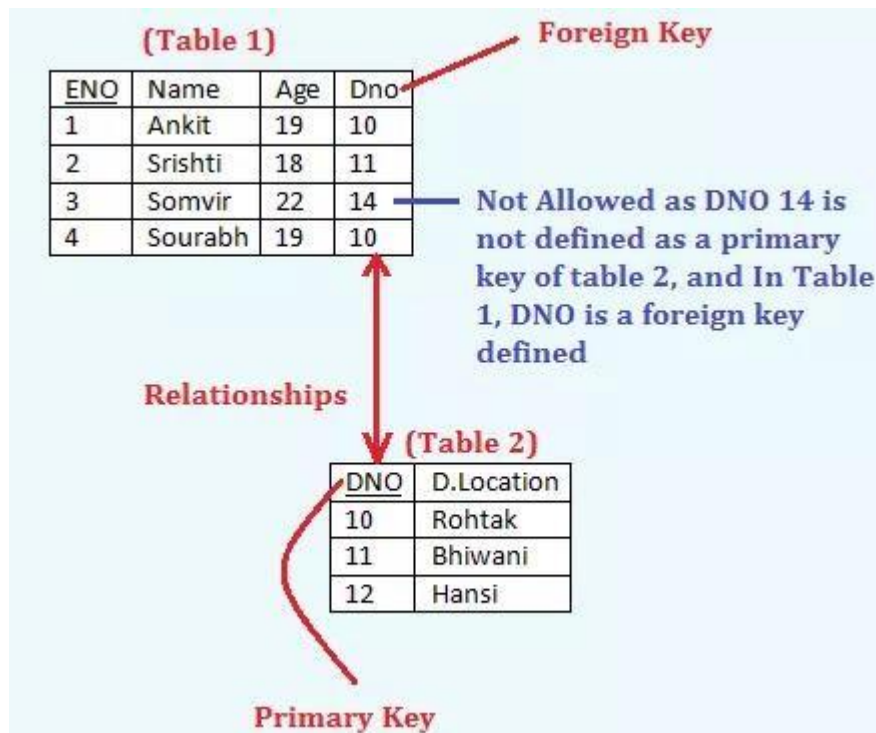 (Table 1)
Foreign Key
ENO Name Age Dno
1 Ankit 19 10
2 Srishti 18 11
3 Somvir 22 14
4 Sourabh 19 10
Not Allowed as DNO 14 is
not defined as a primary
key of table 2, and In Table
1, DNO is a foreign key
defined
Relationships
(Table 2)
DNO D.Location
10 Rohtak
11 Bhiwani
12 Hansi
Primary Key